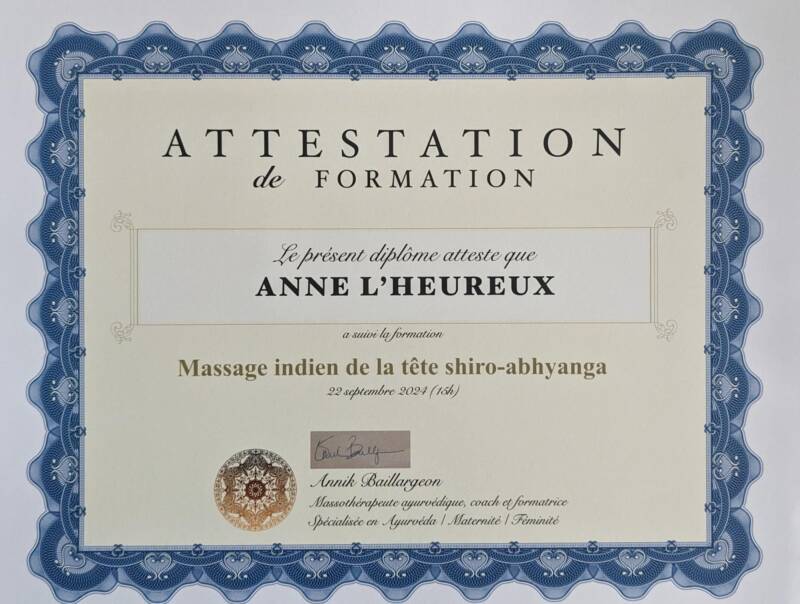 ATTESTATION
de FORMATION
Le présent diplôme atteste que
ANNE L'HEUREUX
a suivi la formation
Massage indien de la tête shiro-abhyanga
22 septembre 2024 (15h)
Annik Baillargeon
Massothérapeute ayurvédique, coach et formatrice
Spécialisée en Ayurvéda | Maternité | Féminité